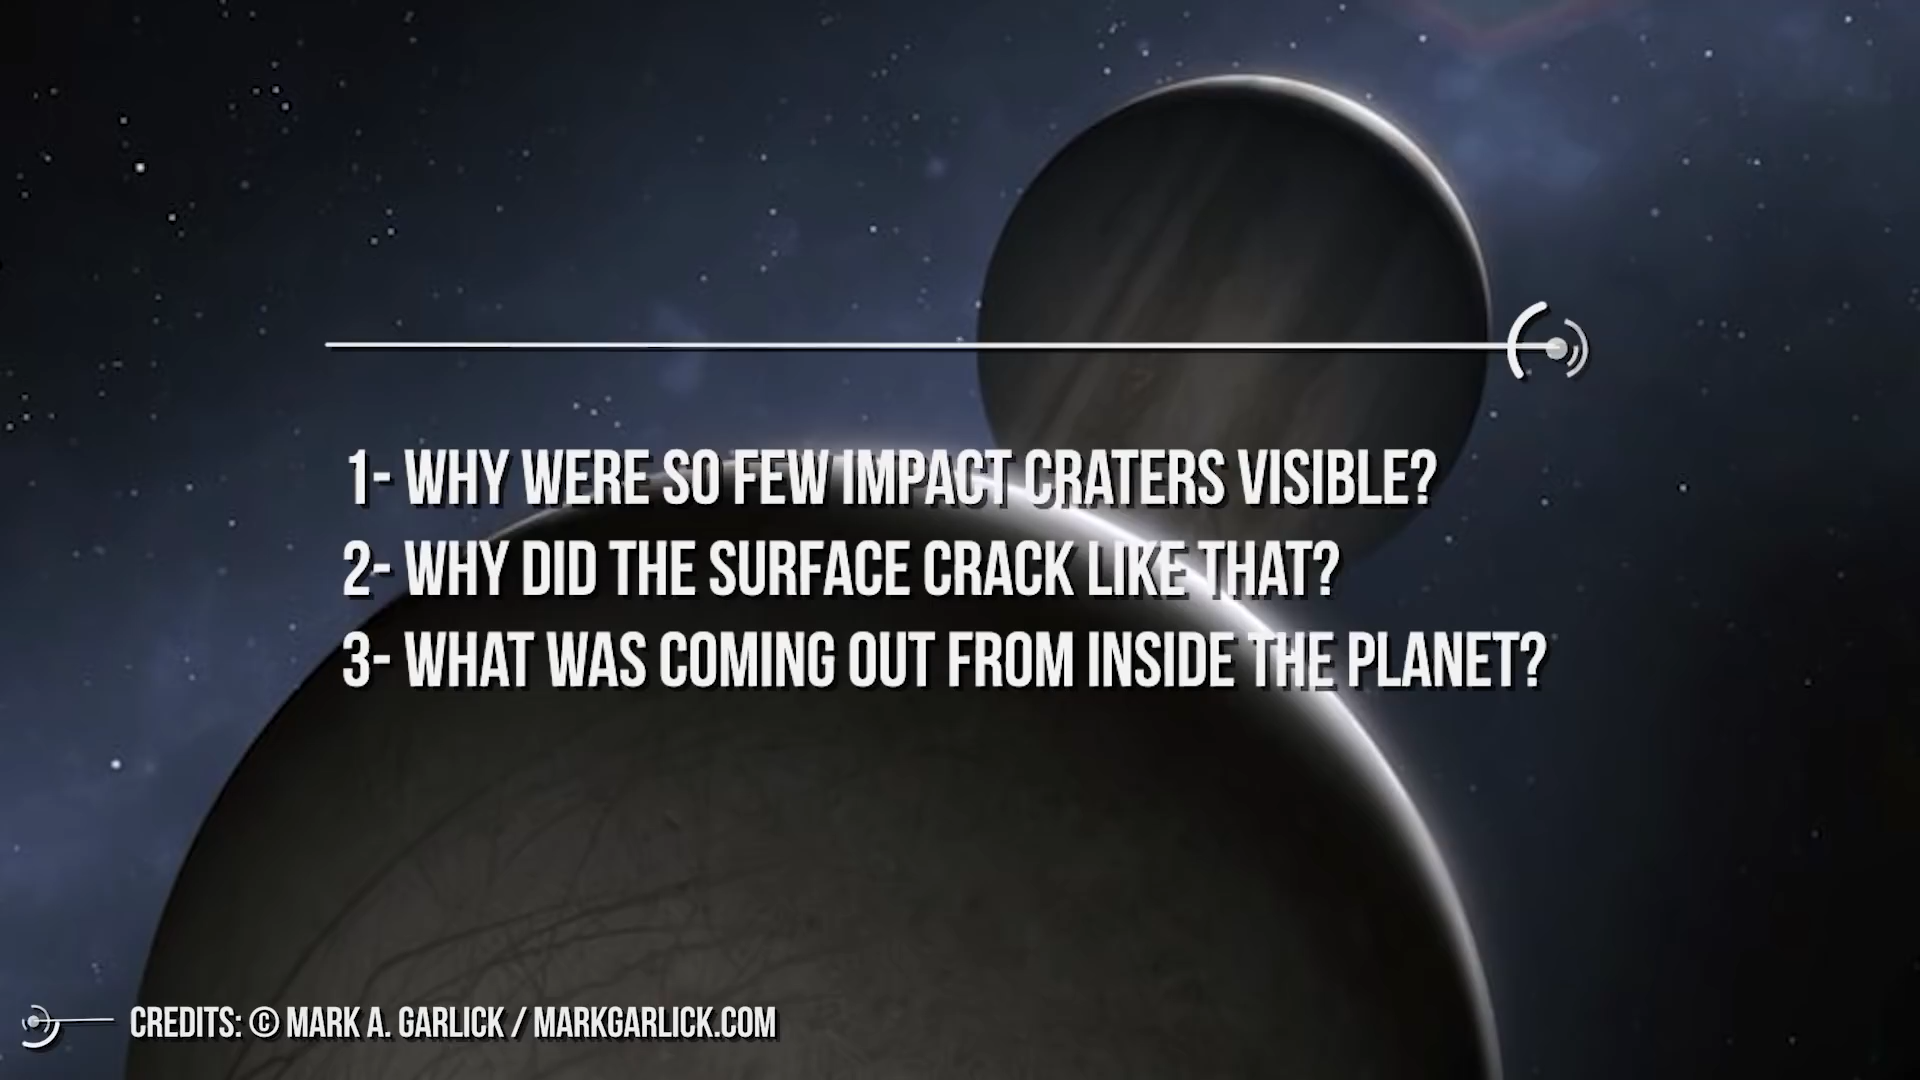 1- WHY WERE SO FEW IMPACT CRATERS VISIBLE?
2- WHY DID THE SURFACE CRACK LIKE THAT?
3- WHAT WAS COMING OUT FROM INSIDE THE PLANET?
CREDITS: © MARK A. GARLICK / MARKGARLICK.COM